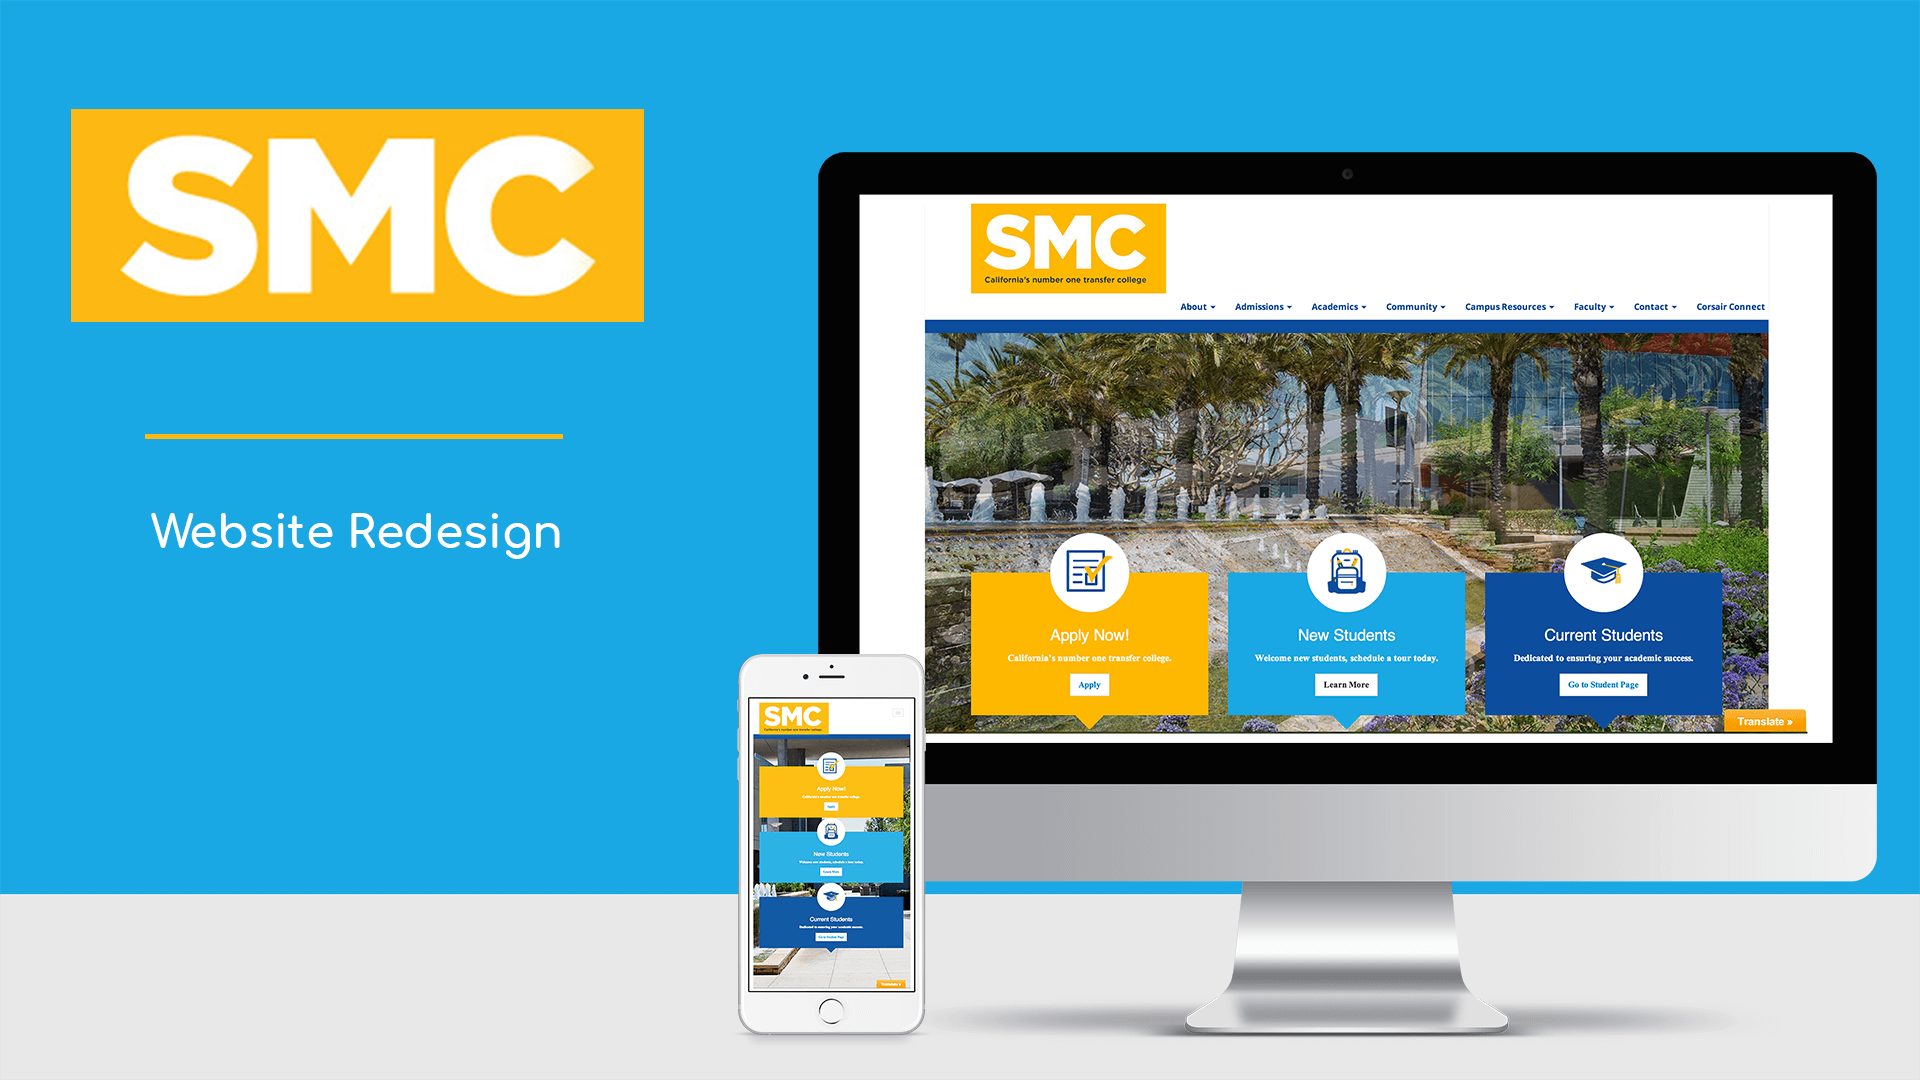 SMC
Website Redesign
SMC
California's number one transfer college
About
Admissions
Academics
Community
Campus Resources
Faculty
Contact
Corsair Connect
Apply Now!
California's number one transfer college.
Apply
New Students
Welcome new students, schedule a tour today.
Learn More
Current Students
Dedicated to ensuring your academic success.
Go to Student Page
Translate »
SMC
California's number one transfer college
Apply Now!
California's number one transfer college.
Apply
New Students
Welcome new students, schedule a tour today.
Learn More
Current Students
Dedicated to ensuring your academic success.
Go to Student Page
Translate »